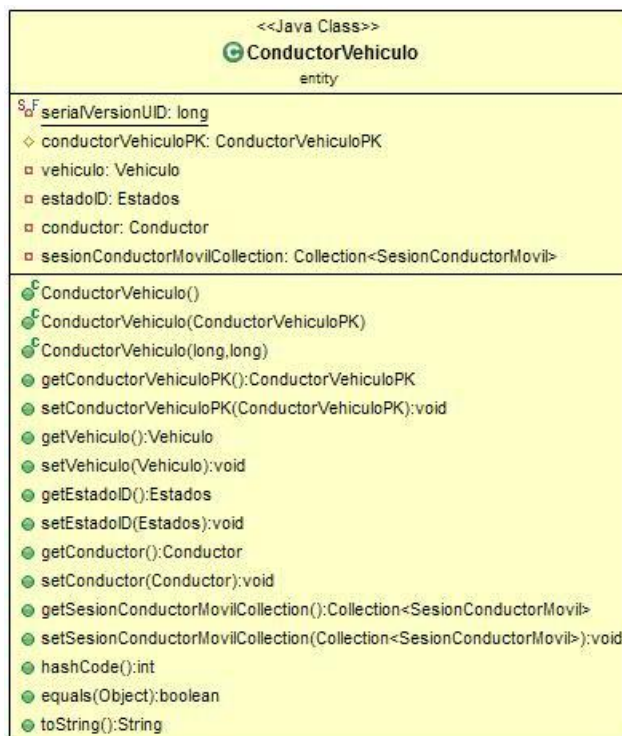 <<Java Class>>
C ConductorVehiculo
entity
S F serialVersionUID: long
conductorVehiculoPK: ConductorVehiculoPK
vehiculo: Vehiculo
estadoID: Estados
conductor: Conductor
sesionConductorMovilCollection: Collection<SesionConductorMovil>
C ConductorVehiculo()
C ConductorVehiculo(ConductorVehiculoPK)
C ConductorVehiculo(long,long)
getConductorVehiculoPK():ConductorVehiculoPK
setConductorVehiculoPK(ConductorVehiculoPK):void
getVehiculo():Vehiculo
setVehiculo(Vehiculo):void
getEstadoID():Estados
setEstadoID(Estados):void
getConductor():Conductor
setConductor(Conductor):void
getSesionConductorMovilCollection():Collection<SesionConductorMovil>
setSesionConductorMovilCollection(Collection<SesionConductorMovil>):void
hashCode():int
equals(Object):boolean
toString():String